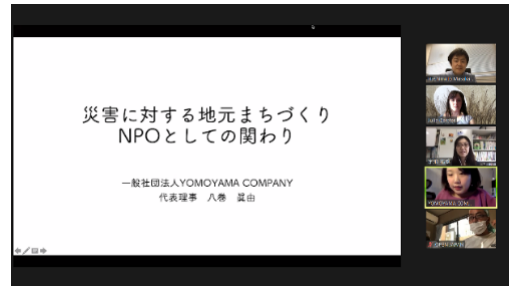 災害に対する地元まちづくり
NPOとしての関わり
一般社団法人YOMOYAMA COMPANY
代表理事　八巻　眞由
YOMOYAMA COM...